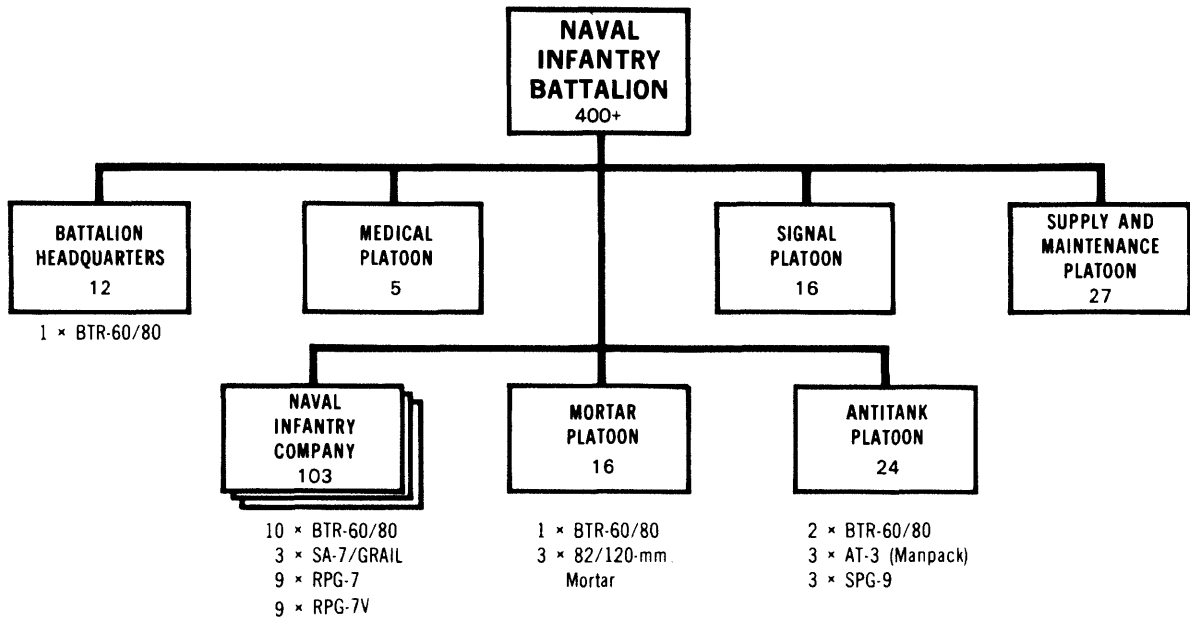 NAVAL
INFANTRY
BATTALION
400+
BATTALION
HEADQUARTERS
12
1 × BTR-60/80
MEDICAL
PLATOON
5
SIGNAL
PLATOON
16
SUPPLY AND
MAINTENANCE
PLATOON
27
NAVAL
INFANTRY
COMPANY
103
10 × BTR-60/80
3 × SA-7/GRAIL
9 × RPG-7
9 × RPG-7V
MORTAR
PLATOON
16
1 × BTR-60/80
3 × 82/120-mm
Mortar
ANTITANK
PLATOON
24
2 × BTR-60/80
3 × AT-3 (Manpack)
3 × SPG-9